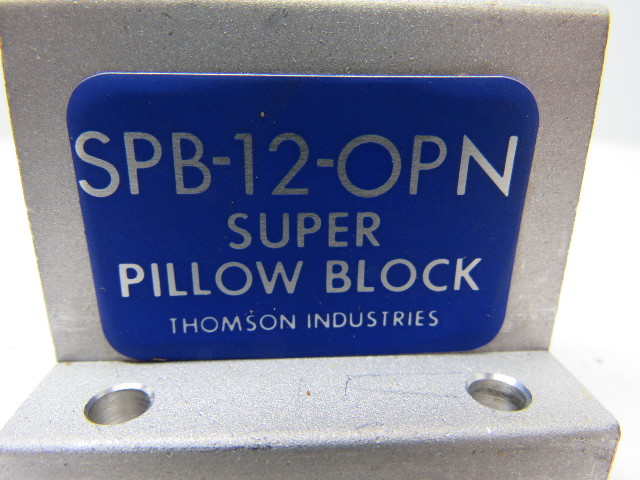 SPB-12-OPN
SUPER
PILLOW BLOCK
THOMSON INDUSTRIES